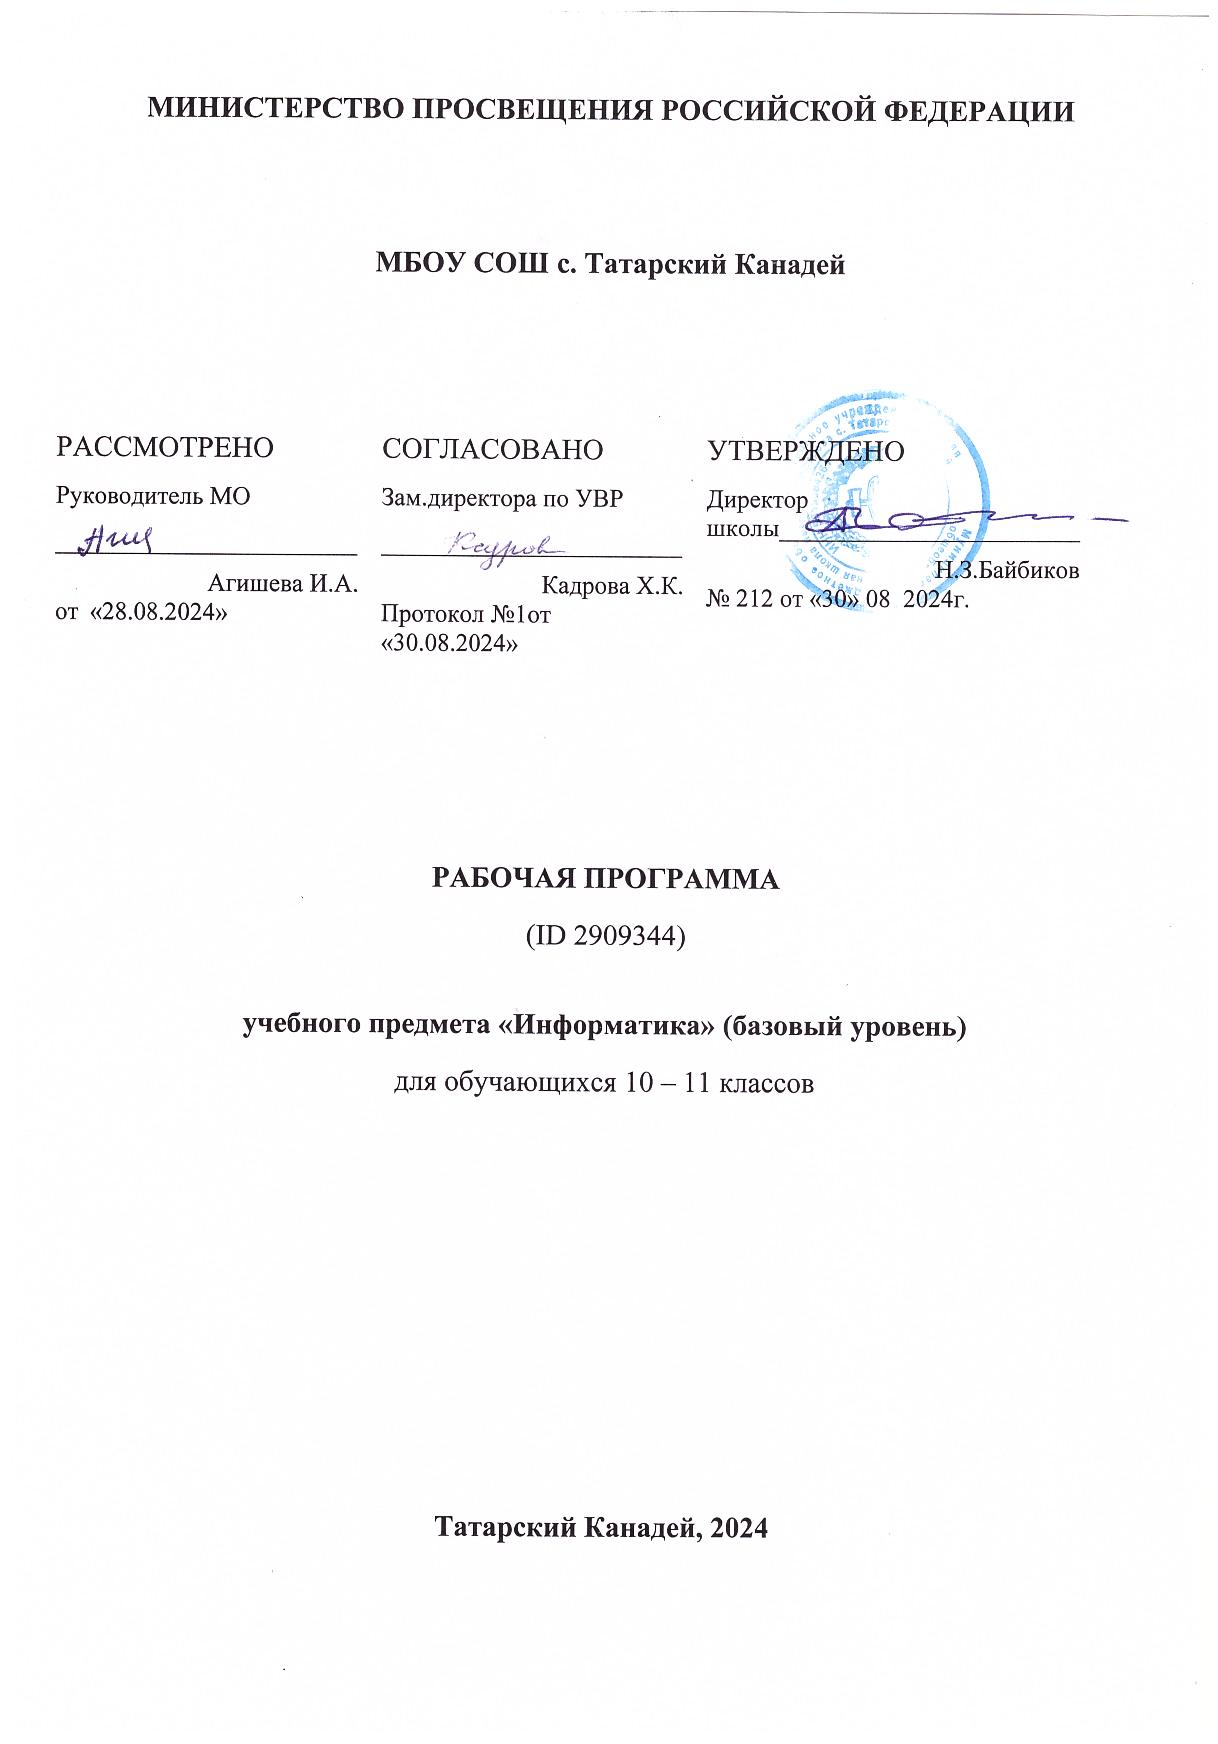 МИНИСТЕРСТВО ПРОСВЕЩЕНИЯ РОССИЙСКОЙ ФЕДЕРАЦИИ
МБОУ СОШ с. Татарский Канадей
РАССМОТРЕНО
Руководитель МО
Агишева И.А.
от «28.08.2024»
СОГЛАСОВАНО
Зам.директора по УВР
Кадрова Х.К.
Протокол №1от
«30.08.2024»
УТВЕРЖДЕНО
Директор
школы
Н.З.Байбиков
№ 212 от «30» 08 2024г.
РАБОЧАЯ ПРОГРАММА
(ID 2909344)
учебного предмета «Информатика» (базовый уровень)
для обучающихся 10 – 11 классов
Татарский Канадей, 2024